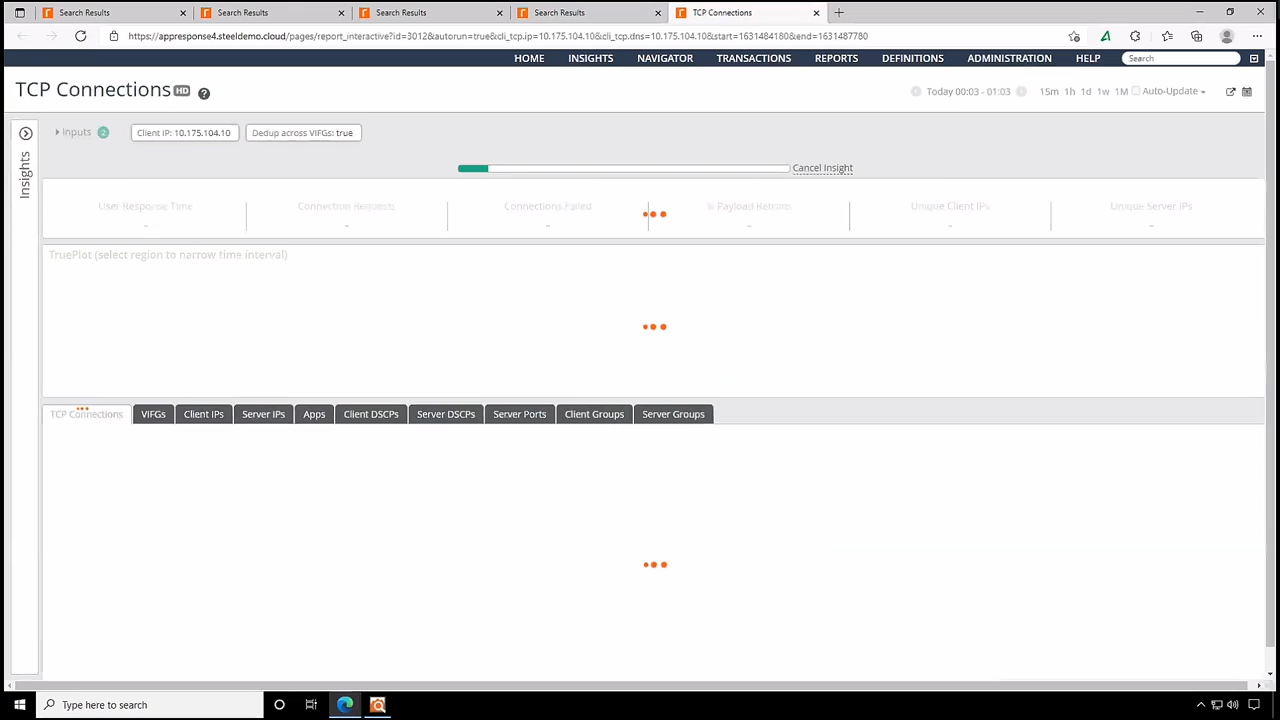 Search Results
Search Results
Search Results
Search Results
TCP Connections
https://appresponse4.steeldemo.cloud/pages/report_interactive?id=3012&autorun=true&cli_tcp.ip=10.175.104.10&cli_tcp.dns=10.175.104.10&start=1631484180&end=1631487780
HOME INSIGHTS NAVIGATOR TRANSACTIONS REPORTS DEFINITIONS ADMINISTRATION HELP Search
TCP Connections HD ?
Today 00:03 - 01:03 15m 1h 1d 1w 1M Auto-Update
Inputs 2 Client IP: 10.175.104.10 Dedup across VIFGs: true
Insights
Cancel Insight
User Response Time Connection Requests Connections Failed % Payload Retrans Unique Client IPs Unique Server IPs
- - - - - -
TruePlot (select region to narrow time interval)
TCP Connections VIFGs Client IPs Server IPs Apps Client DSCPs Server DSCPs Server Ports Client Groups Server Groups
Type here to search